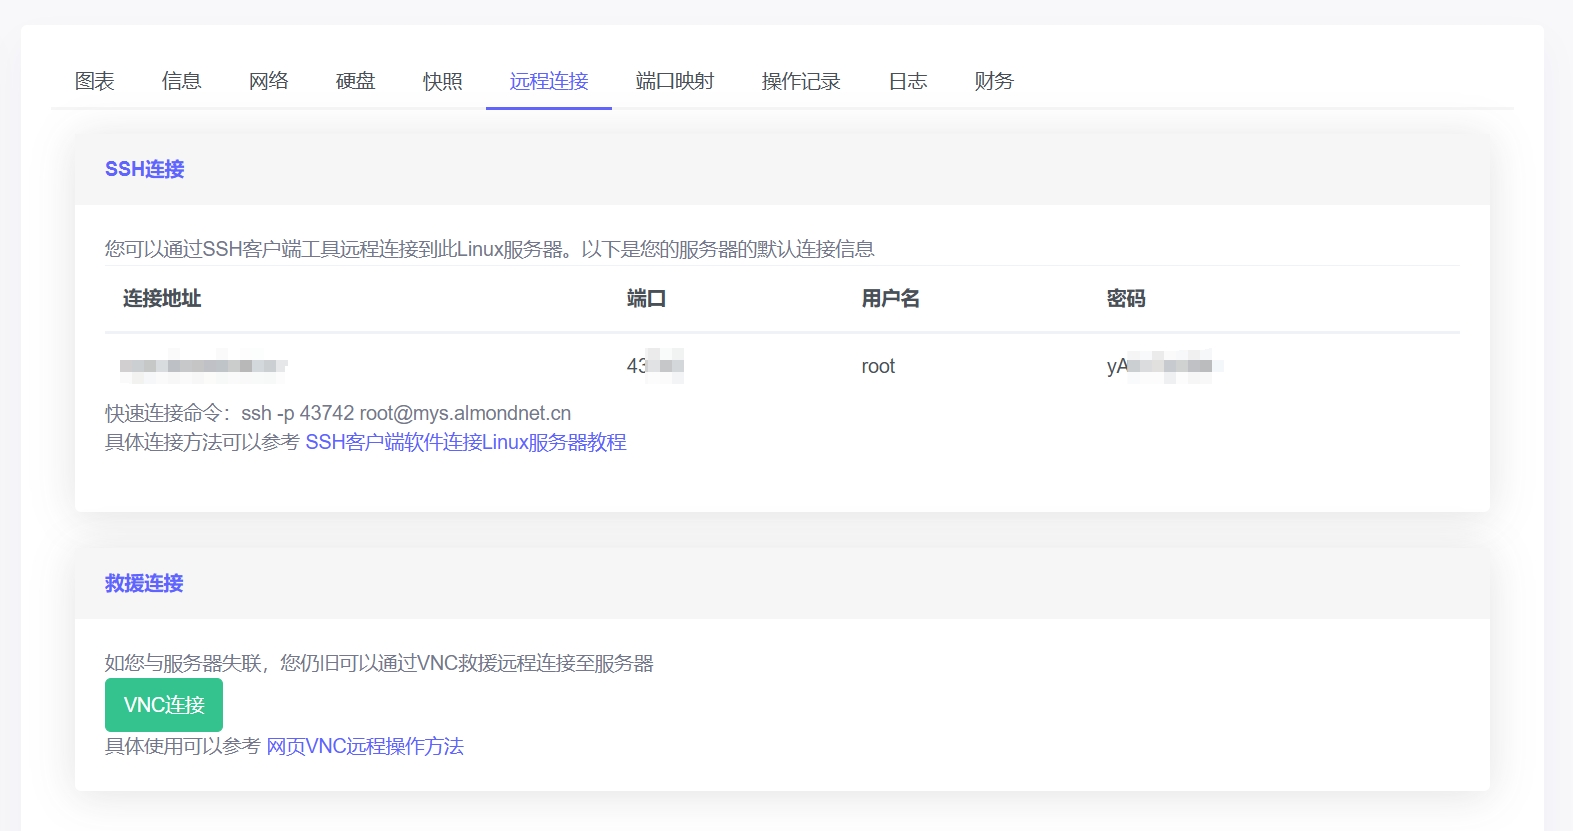 图表 信息 网络 硬盘 快照 远程连接 端口映射 操作记录 日志 财务
SSH连接
您可以通过SSH客户端工具远程连接到此Linux服务器。以下是您的服务器的默认连接信息
连接地址 端口 用户名 密码
43 root yA
快速连接命令：ssh -p 43742 root@mys.almondnet.cn
具体连接方法可以参考 SSH客户端软件连接Linux服务器教程
救援连接
如您与服务器失联，您仍旧可以通过VNC救援远程连接至服务器
VNC连接
具体使用可以参考 网页VNC远程操作方法